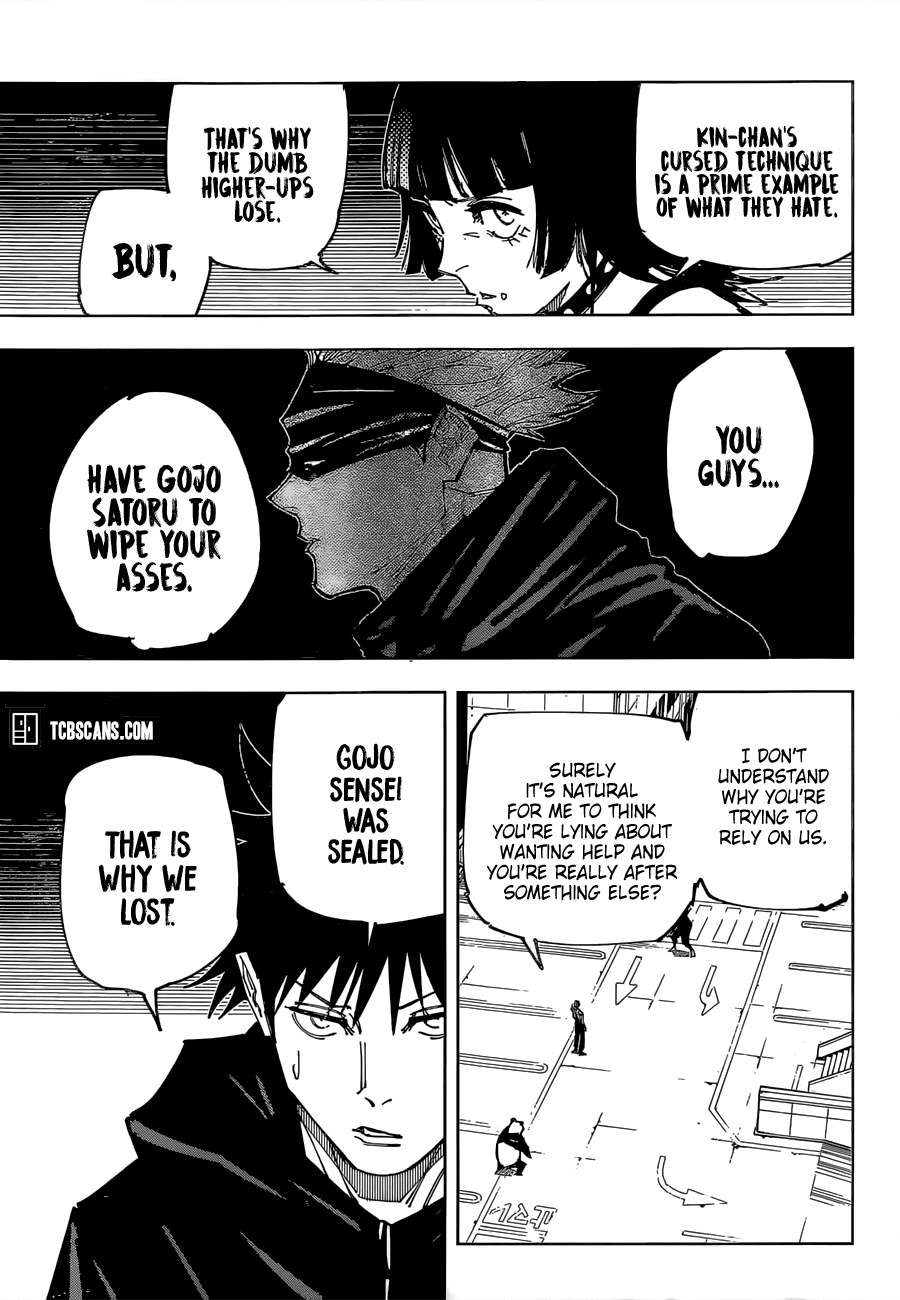 KIN-CHAN'S
CURSED TECHNIQUE
IS A PRIME EXAMPLE
OF WHAT THEY HATE.
THAT'S WHY
THE DUMB
HIGHER-UPS
LOSE.
BUT,
YOU
GUYS...
HAVE GOJO
SATORU TO
WIPE YOUR
ASSES.
I DON'T
UNDERSTAND
WHY YOU'RE
TRYING TO
RELY ON US.
SURELY
IT'S NATURAL
FOR ME TO THINK
YOU'RE LYING ABOUT
WANTING HELP AND
YOU'RE REALLY AFTER
SOMETHING ELSE?
TCBSCANS.COM
GOJO
SENSEI
WAS
SEALED.
THAT IS
WHY WE
LOST.